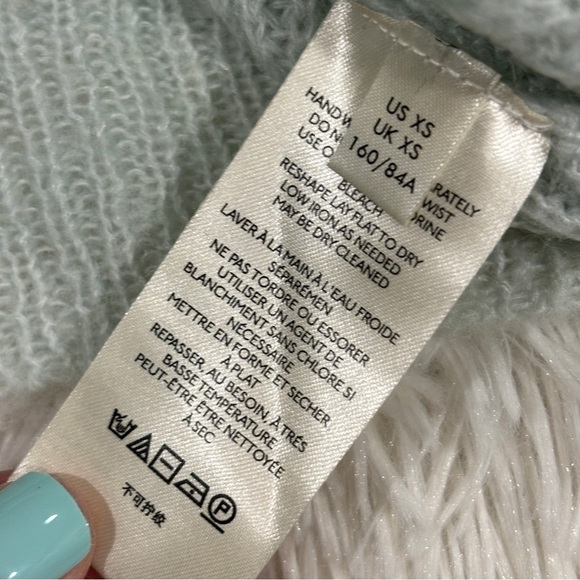 US XS
UK XS
160/84A
HAND W RATELY
DO N WIST
USE O ORINE
BLEACH
RESHAPE LAY FLAT TO DRY
LOW IRON AS NEEDED
MAY BE DRY CLEANED
LAVER À LA MAIN À L'EAU FROIDE
SÉPARÉMEN
NE PAS TORDRE OU ESSORER
UTILISER UN AGENT DE
BLANCHIMENT SANS CHLORE SI
NÉCESSAIRE
METTRE EN FORME ET SECHER
À PLAT
REPASSER, AU BESOIN, À TRÉS
BASSE TEMPÉRATURE
PEUT-ÊTRE ÊTRE NETTOYÉE
À SEC
P
不可拧绞